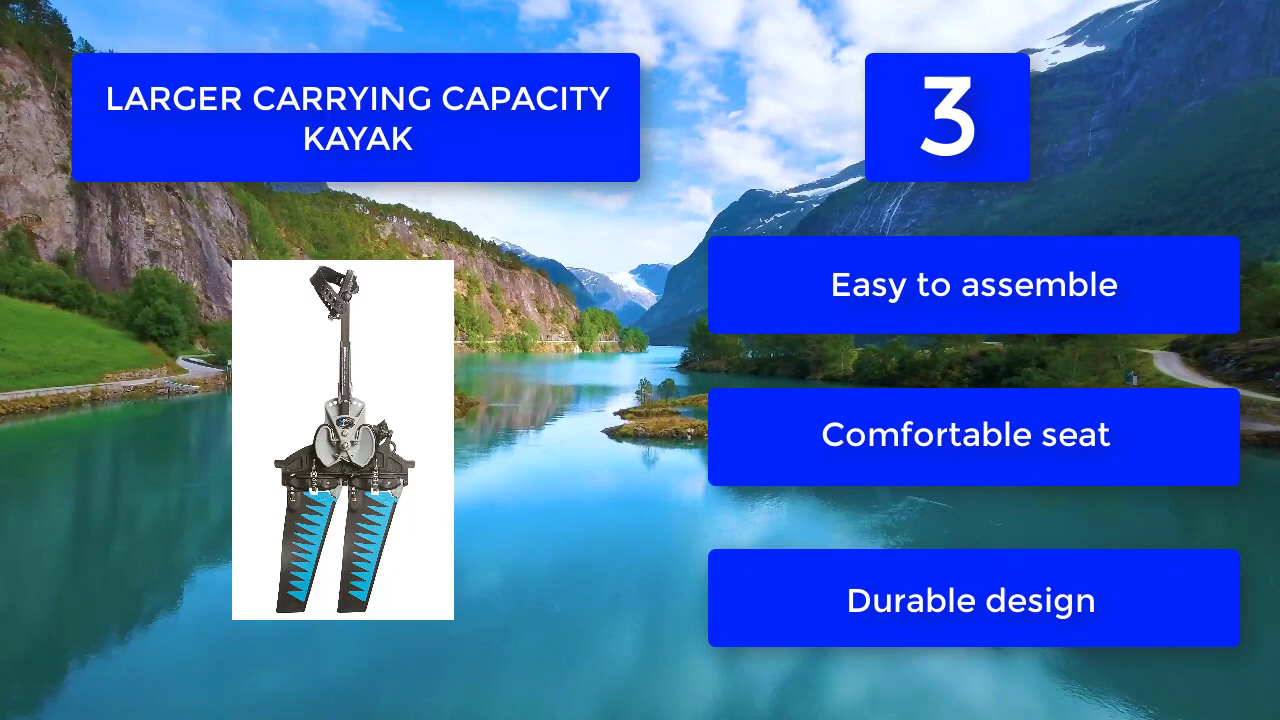 LARGER CARRYING CAPACITY
KAYAK
3
Easy to assemble
Comfortable seat
Durable design